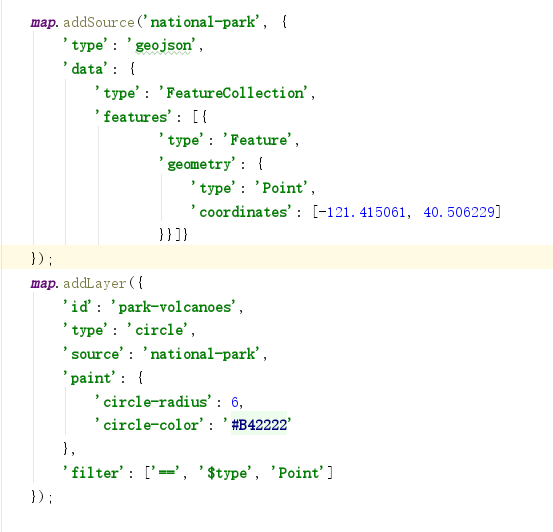 map.addSource('national-park', {
    'type': 'geojson',
    'data': {
        'type': 'FeatureCollection',
        'features': [{
                'type': 'Feature',
                'geometry': {
                    'type': 'Point',
                    'coordinates': [-121.415061, 40.506229]
                }}]}
});
map.addLayer({
    'id': 'park-volcanoes',
    'type': 'circle',
    'source': 'national-park',
    'paint': {
        'circle-radius': 6,
        'circle-color': '#B42222'
    },
    'filter': ['==', '$type', 'Point']
});